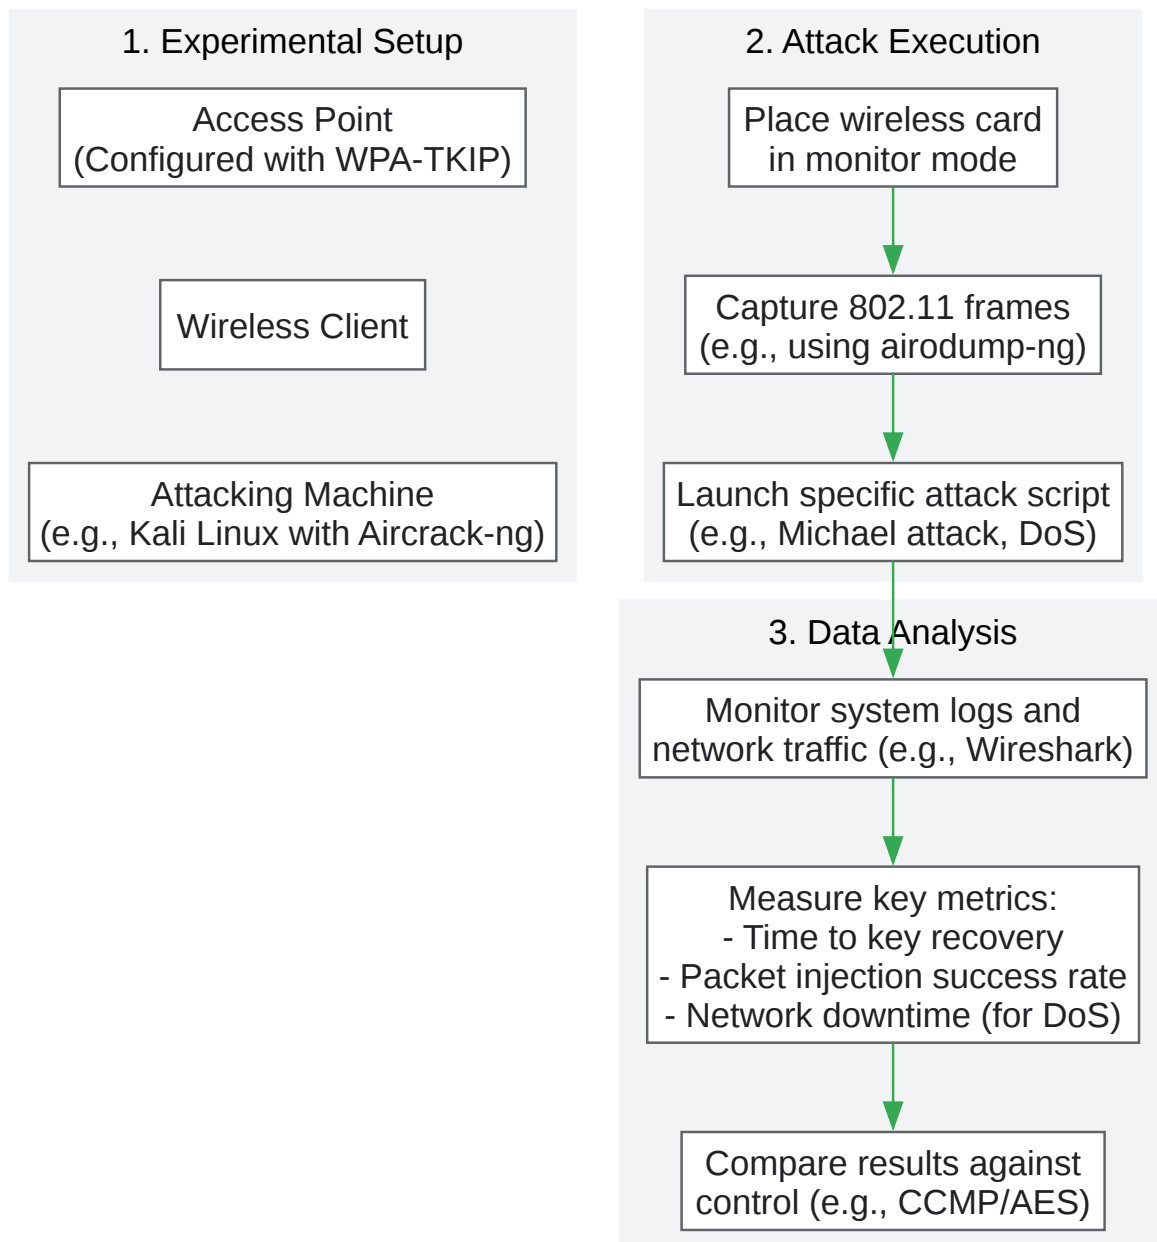 1. Experimental Setup
Access Point
(Configured with WPA-TKIP)
Wireless Client
Attacking Machine
(e.g., Kali Linux with Aircrack-ng)
2. Attack Execution
Place wireless card
in monitor mode
Capture 802.11 frames
(e.g., using airodump-ng)
Launch specific attack script
(e.g., Michael attack, DoS)
3. Data Analysis
Monitor system logs and
network traffic (e.g., Wireshark)
Measure key metrics:
- Time to key recovery
- Packet injection success rate
- Network downtime (for DoS)
Compare results against
control (e.g., CCMP/AES)